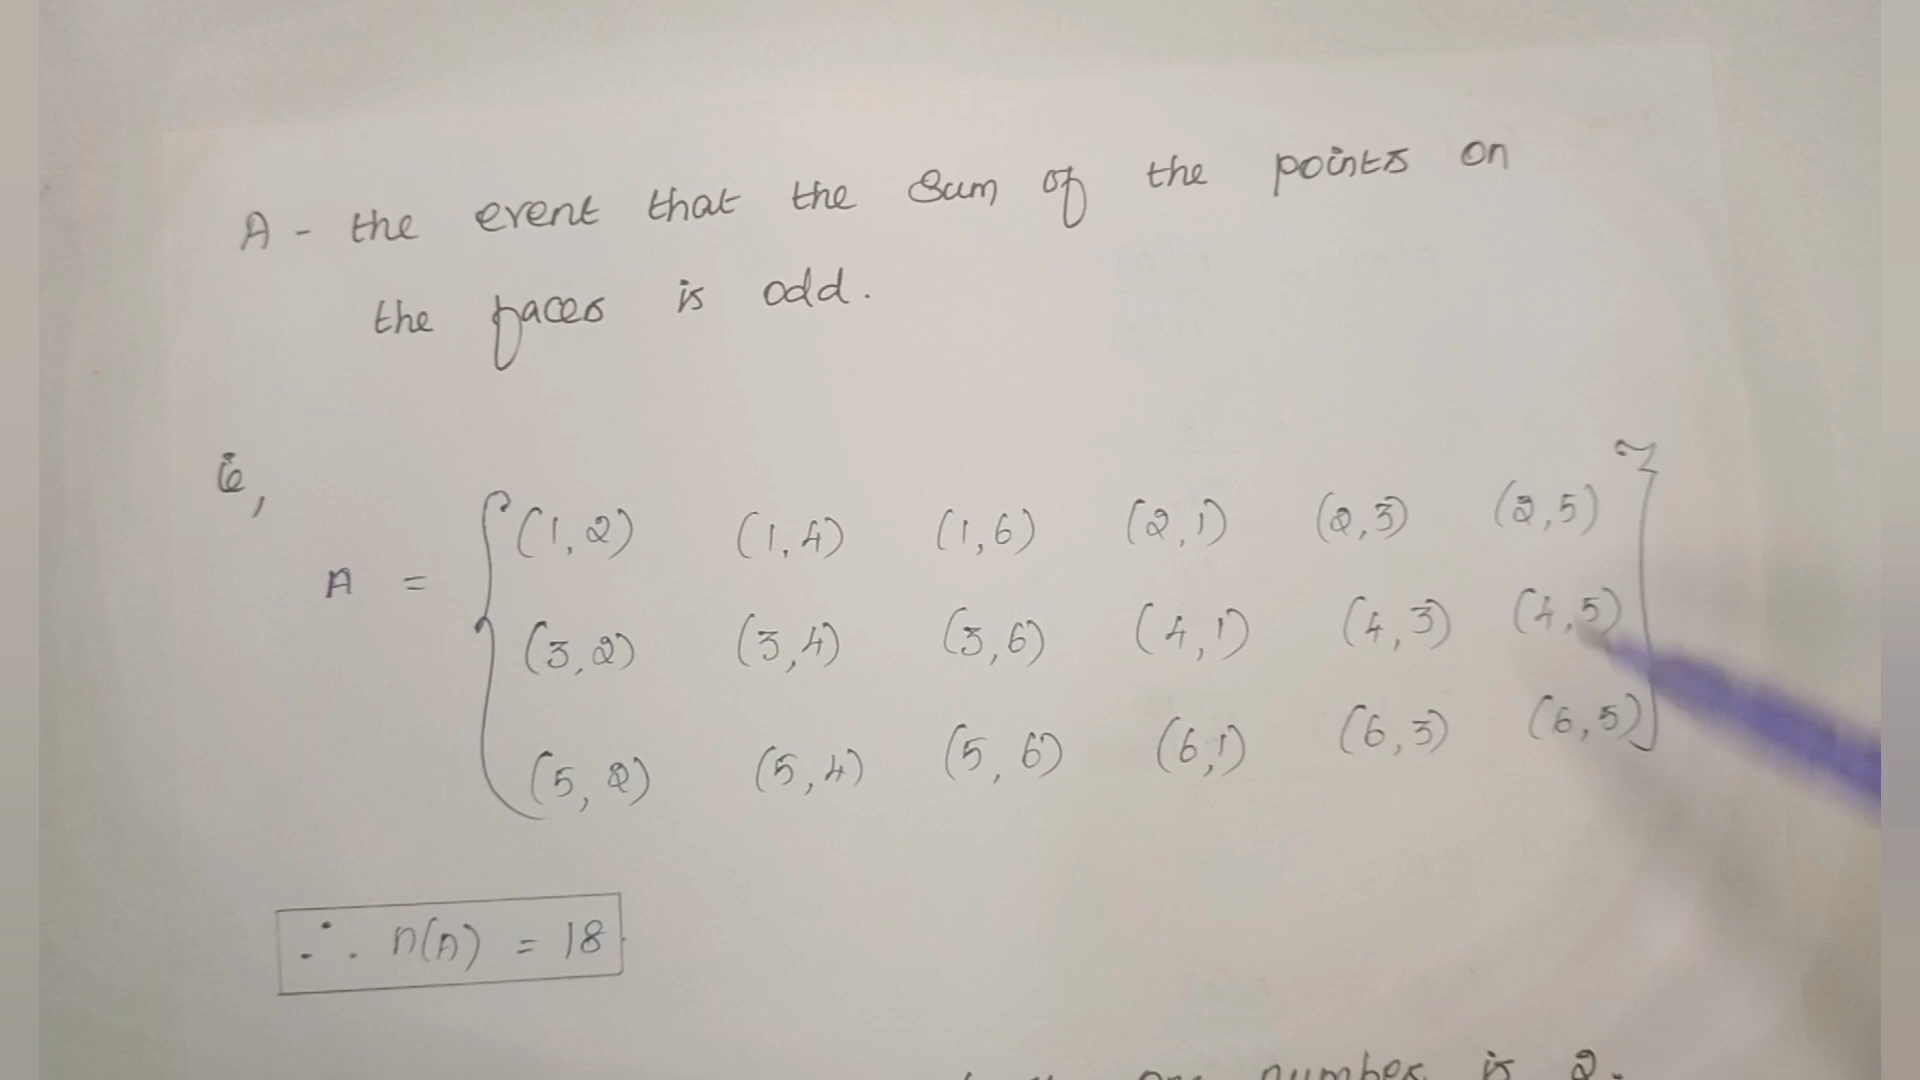 A - the event that the Sum of the points on
the faces is odd.
ie,
A = { (1,2) (1,4) (1,6) (2,1) (2,3) (2,5)
(3,2) (3,4) (3,6) (4,1) (4,3) (4,5)
(5,2) (5,4) (5,6) (6,1) (6,3) (6,5) }
∴ n(A) = 18
number is 2.